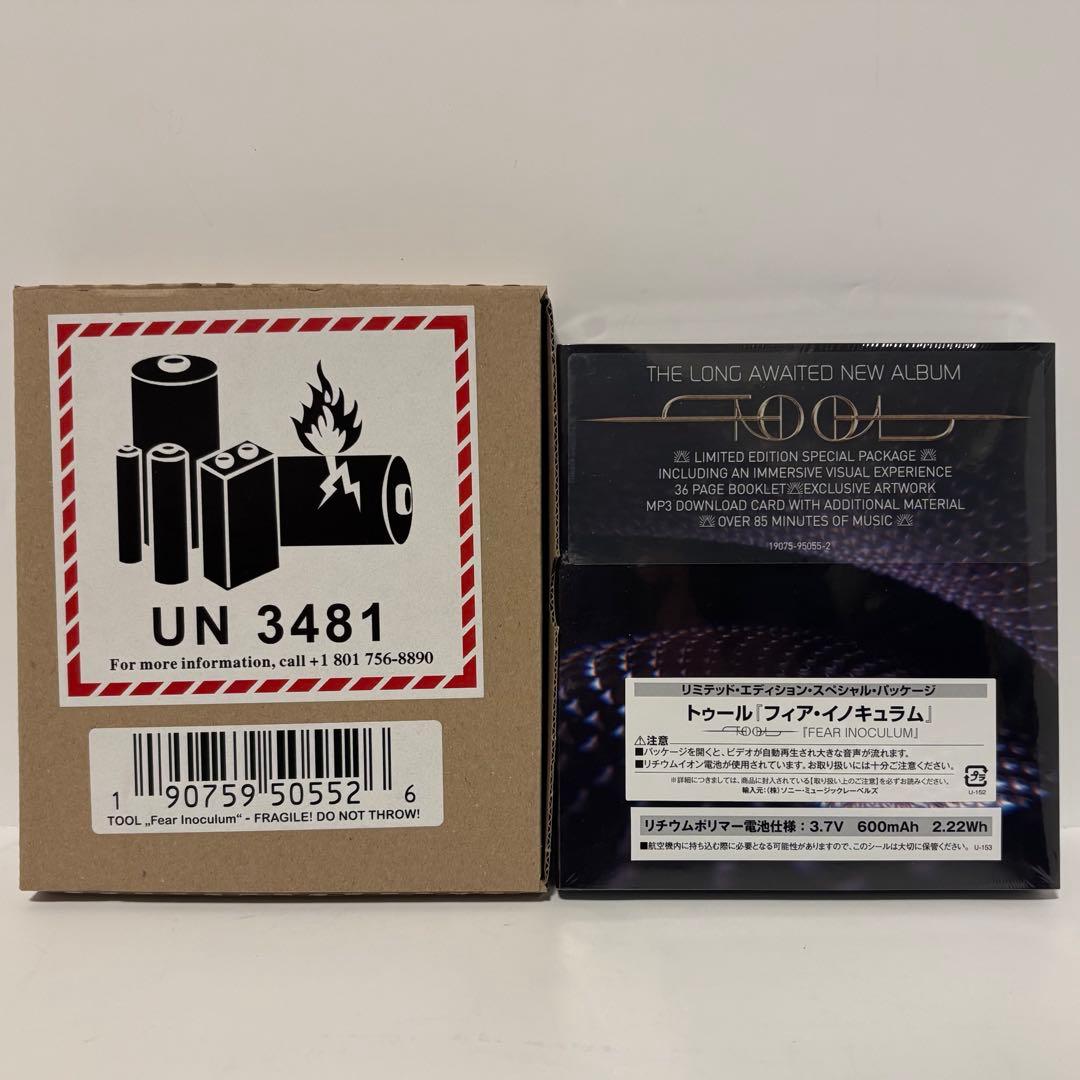 UN 3481
For more information, call +1 801 756-8890
1 90759 50552 6
TOOL „Fear Inoculum“ - FRAGILE! DO NOT THROW!
THE LONG AWAITED NEW ALBUM
TOOL
LIMITED EDITION SPECIAL PACKAGE
INCLUDING AN IMMERSIVE VISUAL EXPERIENCE
36 PAGE BOOKLET EXCLUSIVE ARTWORK
MP3 DOWNLOAD CARD WITH ADDITIONAL MATERIAL
OVER 85 MINUTES OF MUSIC
19075-95055-2
リミテッド・エディション・スペシャル・パッケージ
トゥール『フィア・イノキュラム』
TOOL 『FEAR INOCULUM』
⚠注意
■パッケージを開くと、ビデオが自動再生され大きな音声が流れます。
■リチウムイオン電池が使用されています。お取り扱いには十分ご注意ください。
※詳細につきましては、商品に封入されている【取り扱い上のご注意】を必ずお読みください。
輸入元：(株)ソニー・ミュージックレーベルズ
プラ
U-152
リチウムポリマー電池仕様：3.7V 600mAh 2.22Wh
■航空機内に持ち込む際に必要となる可能性がありますので、このシールは大切に保管ください。 U-153